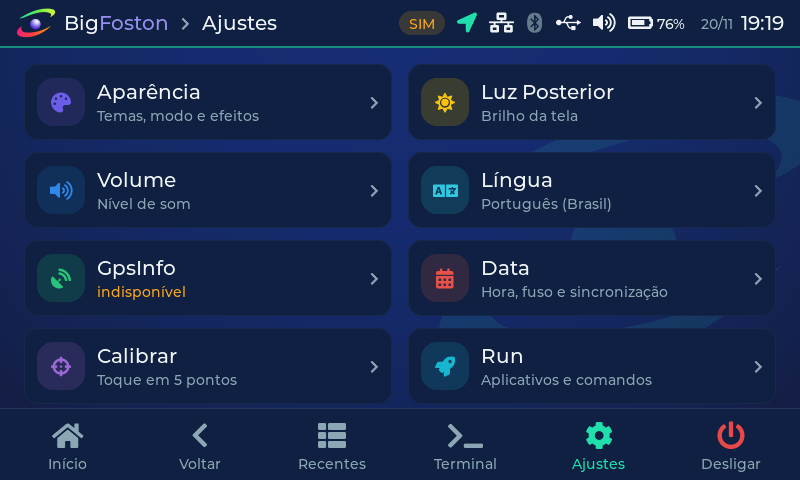 BigFoston > Ajustes
SIM
76%
20/11
19:19
Aparência
Temas, modo e efeitos
Luz Posterior
Brilho da tela
Volume
Nível de som
Língua
Português (Brasil)
GpsInfo
indisponível
Data
Hora, fuso e sincronização
Calibrar
Toque em 5 pontos
Run
Aplicativos e comandos
Início
Voltar
Recentes
Terminal
Ajustes
Desligar